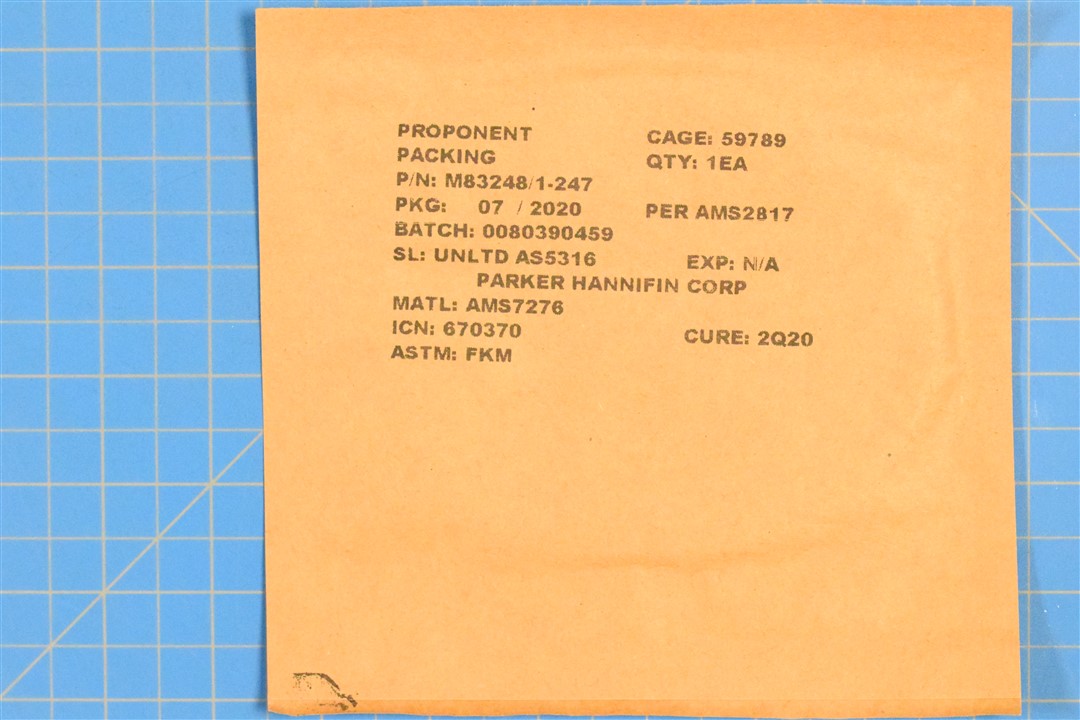 PROPONENT CAGE: 59789
PACKING QTY: 1EA
P/N: M83248/1-247
PKG: 07 / 2020 PER AMS2817
BATCH: 0080390459
SL: UNLTD AS5316 EXP: N/A
PARKER HANNIFIN CORP
MATL: AMS7276
ICN: 670370 CURE: 2Q20
ASTM: FKM